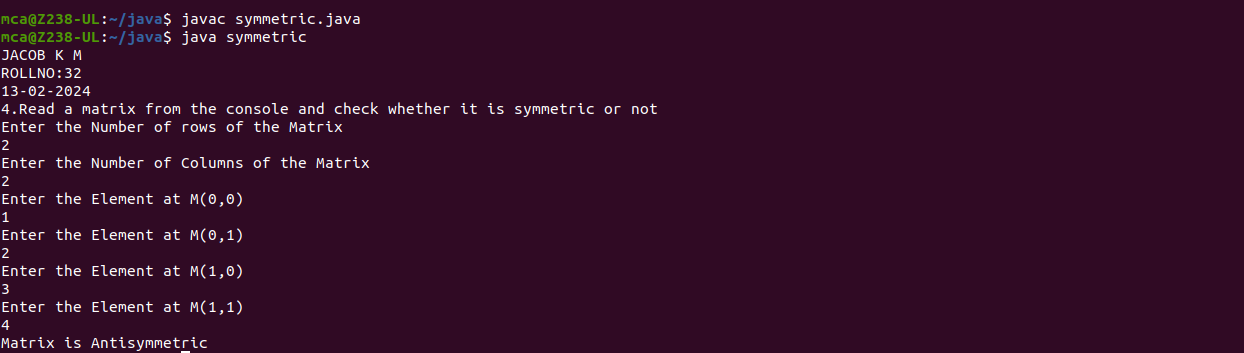 mca@Z238-UL:~/java$ javac symmetric.java
mca@Z238-UL:~/java$ java symmetric
JACOB K M
ROLLNO:32
13-02-2024
4.Read a matrix from the console and check whether it is symmetric or not
Enter the Number of rows of the Matrix
2
Enter the Number of Columns of the Matrix
2
Enter the Element at M(0,0)
1
Enter the Element at M(0,1)
2
Enter the Element at M(1,0)
3
Enter the Element at M(1,1)
4
Matrix is Antisymmetric